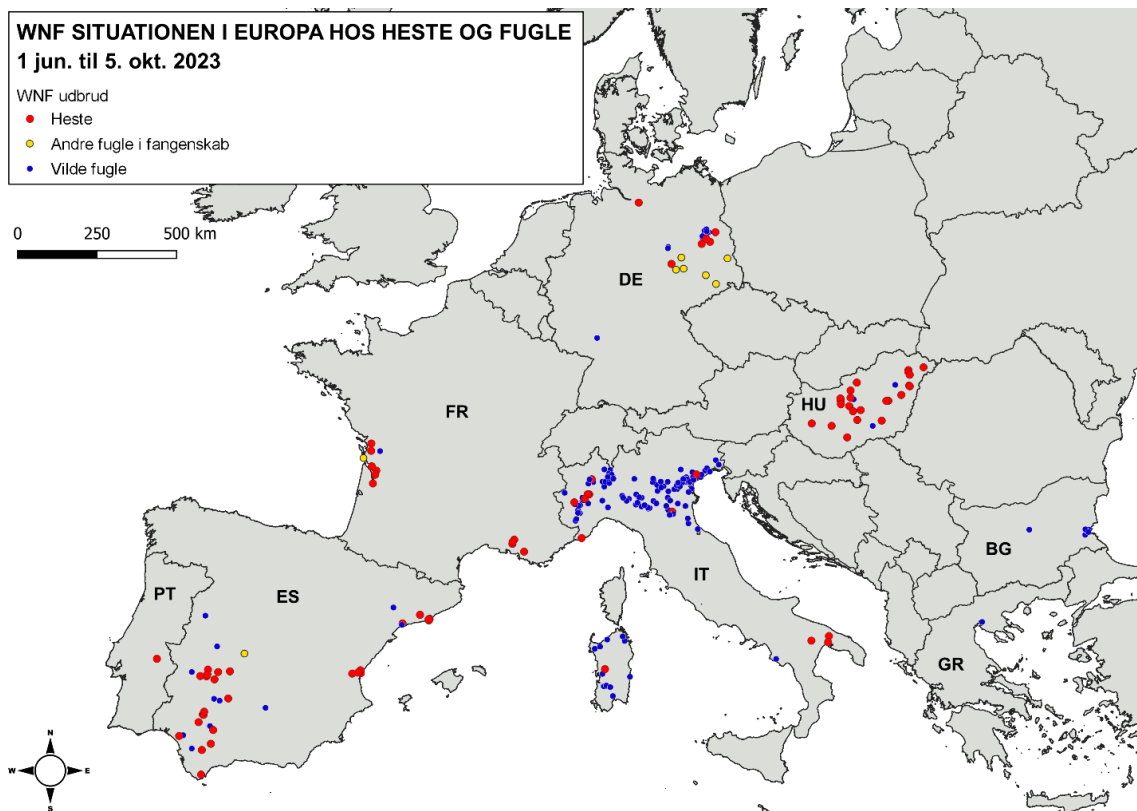 WNF SITUATIONEN I EUROPA HOS HESTE OG FUGLE
1 jun. til 5. okt. 2023
WNF udbrud
Heste
Andre fugle i fangenskab
Vilde fugle
0 250 500 km
DE
FR
HU
PT
ES
IT
BG
GR
N
W E
S